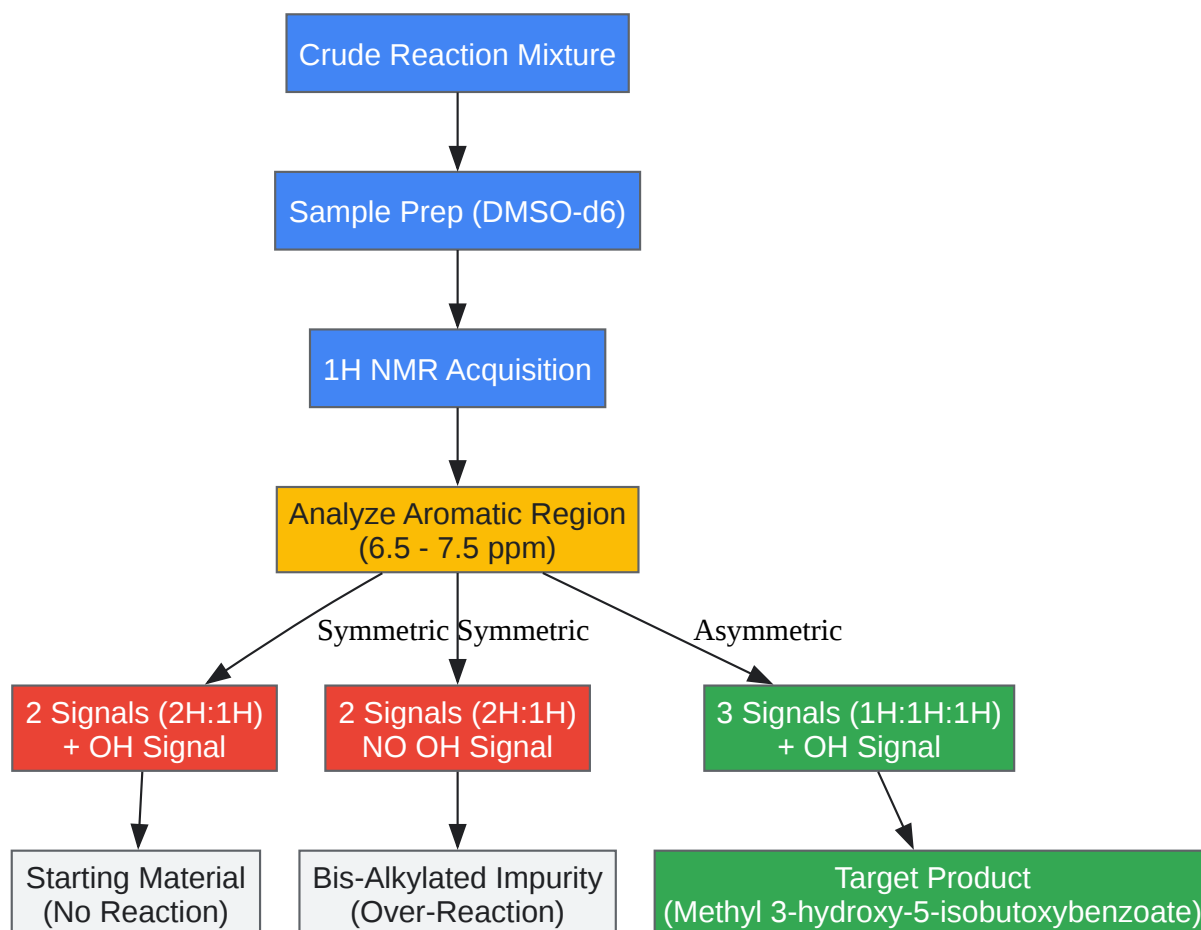 Crude Reaction Mixture
Sample Prep (DMSO-d6)
1H NMR Acquisition
Analyze Aromatic Region
(6.5 - 7.5 ppm)
Symmetric
Symmetric
Asymmetric
2 Signals (2H:1H)
+ OH Signal
2 Signals (2H:1H)
NO OH Signal
3 Signals (1H:1H:1H)
+ OH Signal
Starting Material
(No Reaction)
Bis-Alkylated Impurity
(Over-Reaction)
Target Product
(Methyl 3-hydroxy-5-isobutoxybenzoate)